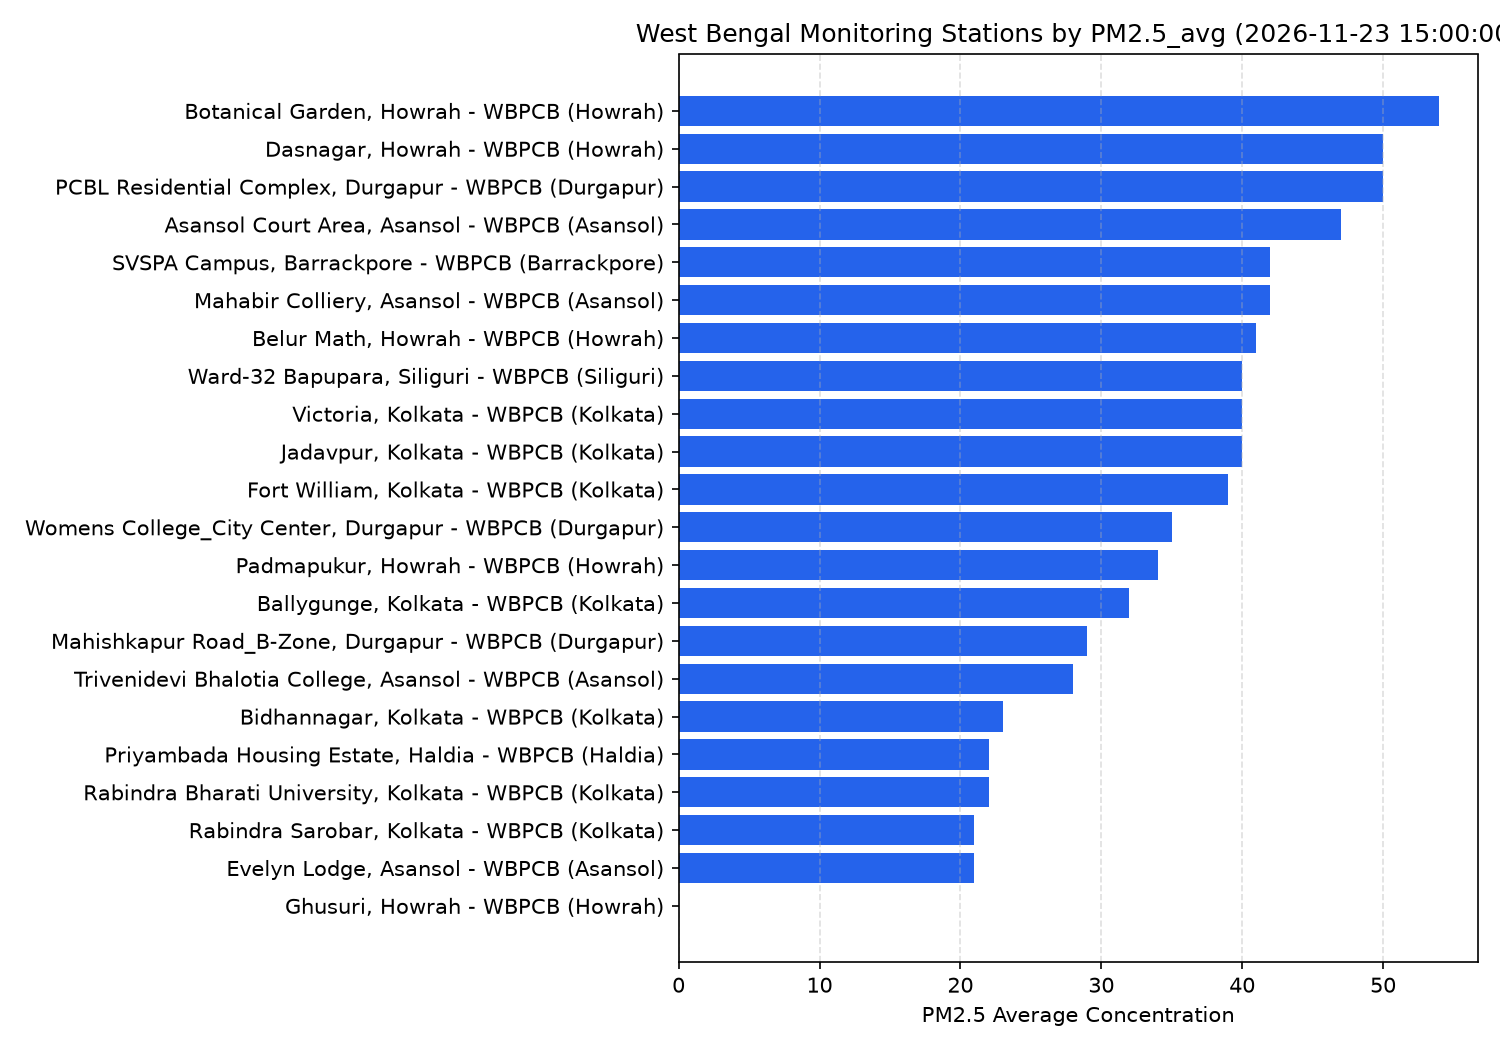 West Bengal Monitoring Stations by PM2.5_avg (2026-11-23 15:00:00
Botanical Garden, Howrah - WBPCB (Howrah)
Dasnagar, Howrah - WBPCB (Howrah)
PCBL Residential Complex, Durgapur - WBPCB (Durgapur)
Asansol Court Area, Asansol - WBPCB (Asansol)
SVSPA Campus, Barrackpore - WBPCB (Barrackpore)
Mahabir Colliery, Asansol - WBPCB (Asansol)
Belur Math, Howrah - WBPCB (Howrah)
Ward-32 Bapupara, Siliguri - WBPCB (Siliguri)
Victoria, Kolkata - WBPCB (Kolkata)
Jadavpur, Kolkata - WBPCB (Kolkata)
Fort William, Kolkata - WBPCB (Kolkata)
Womens College_City Center, Durgapur - WBPCB (Durgapur)
Padmapukur, Howrah - WBPCB (Howrah)
Ballygunge, Kolkata - WBPCB (Kolkata)
Mahishkapur Road_B-Zone, Durgapur - WBPCB (Durgapur)
Trivenidevi Bhalotia College, Asansol - WBPCB (Asansol)
Bidhannagar, Kolkata - WBPCB (Kolkata)
Priyambada Housing Estate, Haldia - WBPCB (Haldia)
Rabindra Bharati University, Kolkata - WBPCB (Kolkata)
Rabindra Sarobar, Kolkata - WBPCB (Kolkata)
Evelyn Lodge, Asansol - WBPCB (Asansol)
Ghusuri, Howrah - WBPCB (Howrah)
0 10 20 30 40 50
PM2.5 Average Concentration